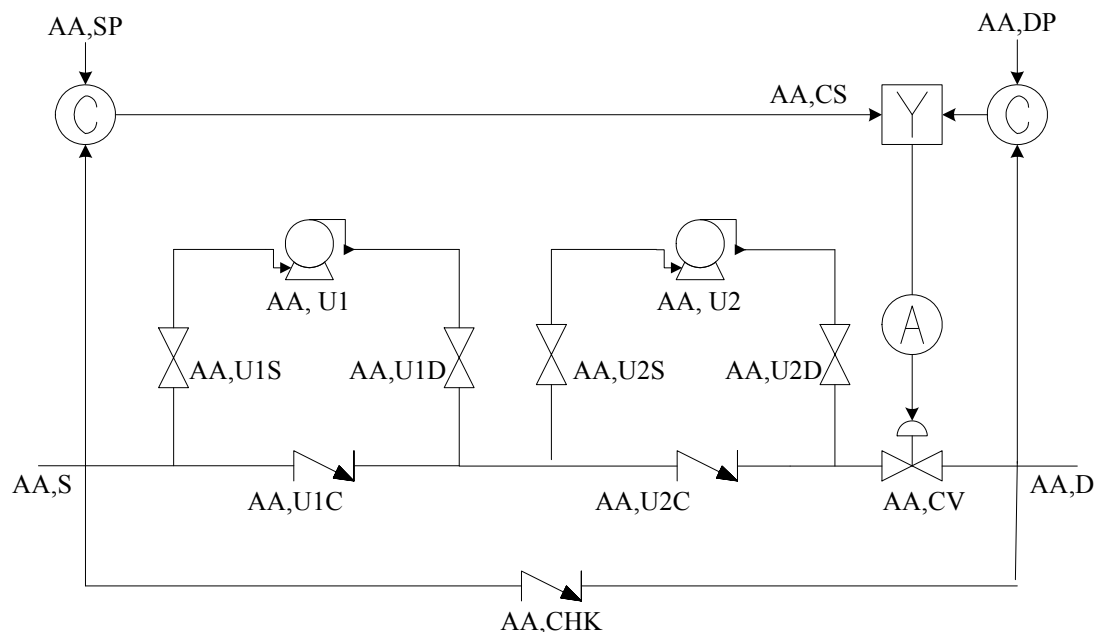 AA,SP
AA,DP
AA,CS
C
Y
C
AA, U1
AA, U2
A
AA,U1S
AA,U1D
AA,U2S
AA,U2D
AA,S
AA,U1C
AA,U2C
AA,CV
AA,D
AA,CHK